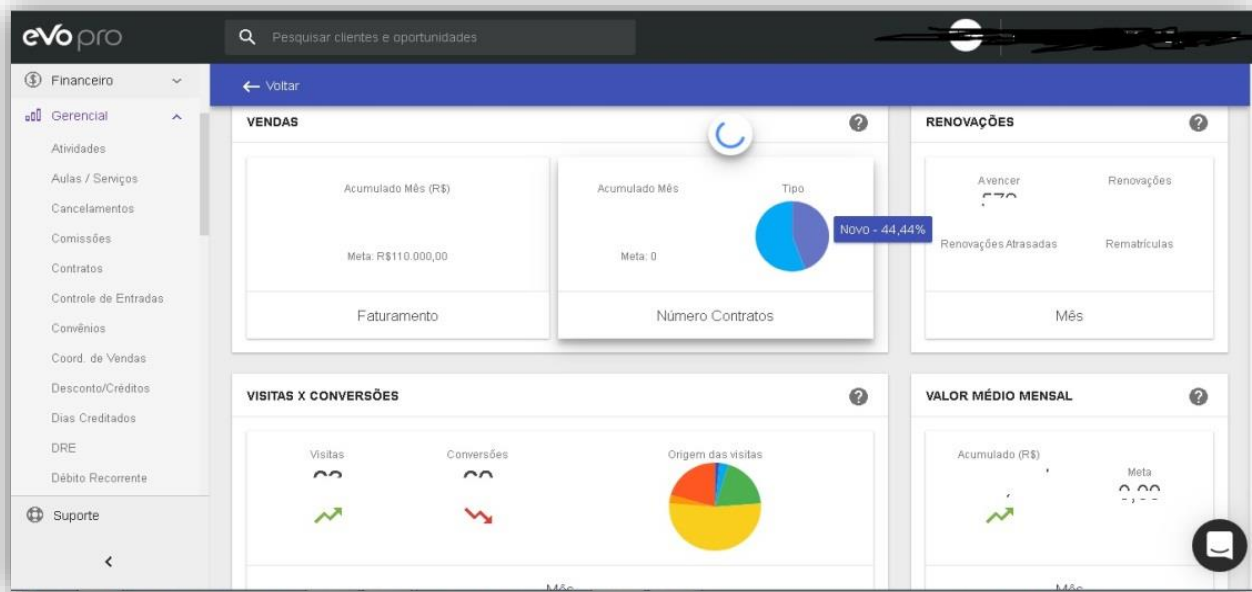 evo pro
Pesquisar clientes e oportunidades
Financeiro
Gerencial
Atividades
Aulas / Serviços
Cancelamentos
Comissões
Contratos
Controle de Entradas
Convênios
Coord. de Vendas
Desconto/Créditos
Dias Creditados
DRE
Débito Recorrente
Suporte
Voltar
VENDAS
Acumulado Mês (R$)
Meta: R$110.000,00
Faturamento
Acumulado Mês
Tipo
Novo - 44,44%
Meta: 0
Número Contratos
RENOVAÇÕES
Avencer
Renovações
Renovações Atrasadas
Rematrículas
Mês
VISITAS X CONVERSÕES
Visitas
Conversões
Origem das visitas
Mês
VALOR MÉDIO MENSAL
Acumulado (R$)
Meta
Mês